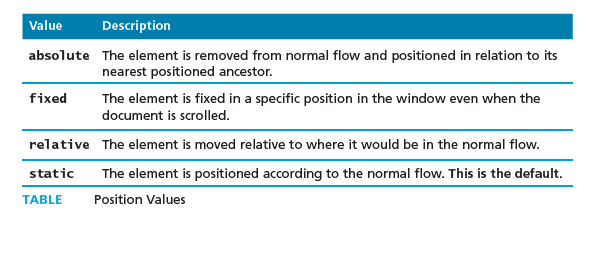 Value Description
absolute The element is removed from normal flow and positioned in relation to its
nearest positioned ancestor.
fixed The element is fixed in a specific position in the window even when the
document is scrolled.
relative The element is moved relative to where it would be in the normal flow.
static The element is positioned according to the normal flow. This is the default.
TABLE Position Values